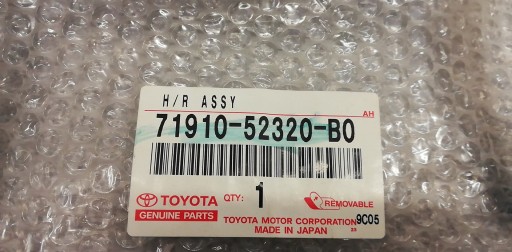 H/R ASSY
AH
71910-52320-B0
TOYOTA QTY: 1 REMOVABLE
GENUINE PARTS
TOYOTA MOTOR CORPORATION 9C05
MADE IN JAPAN